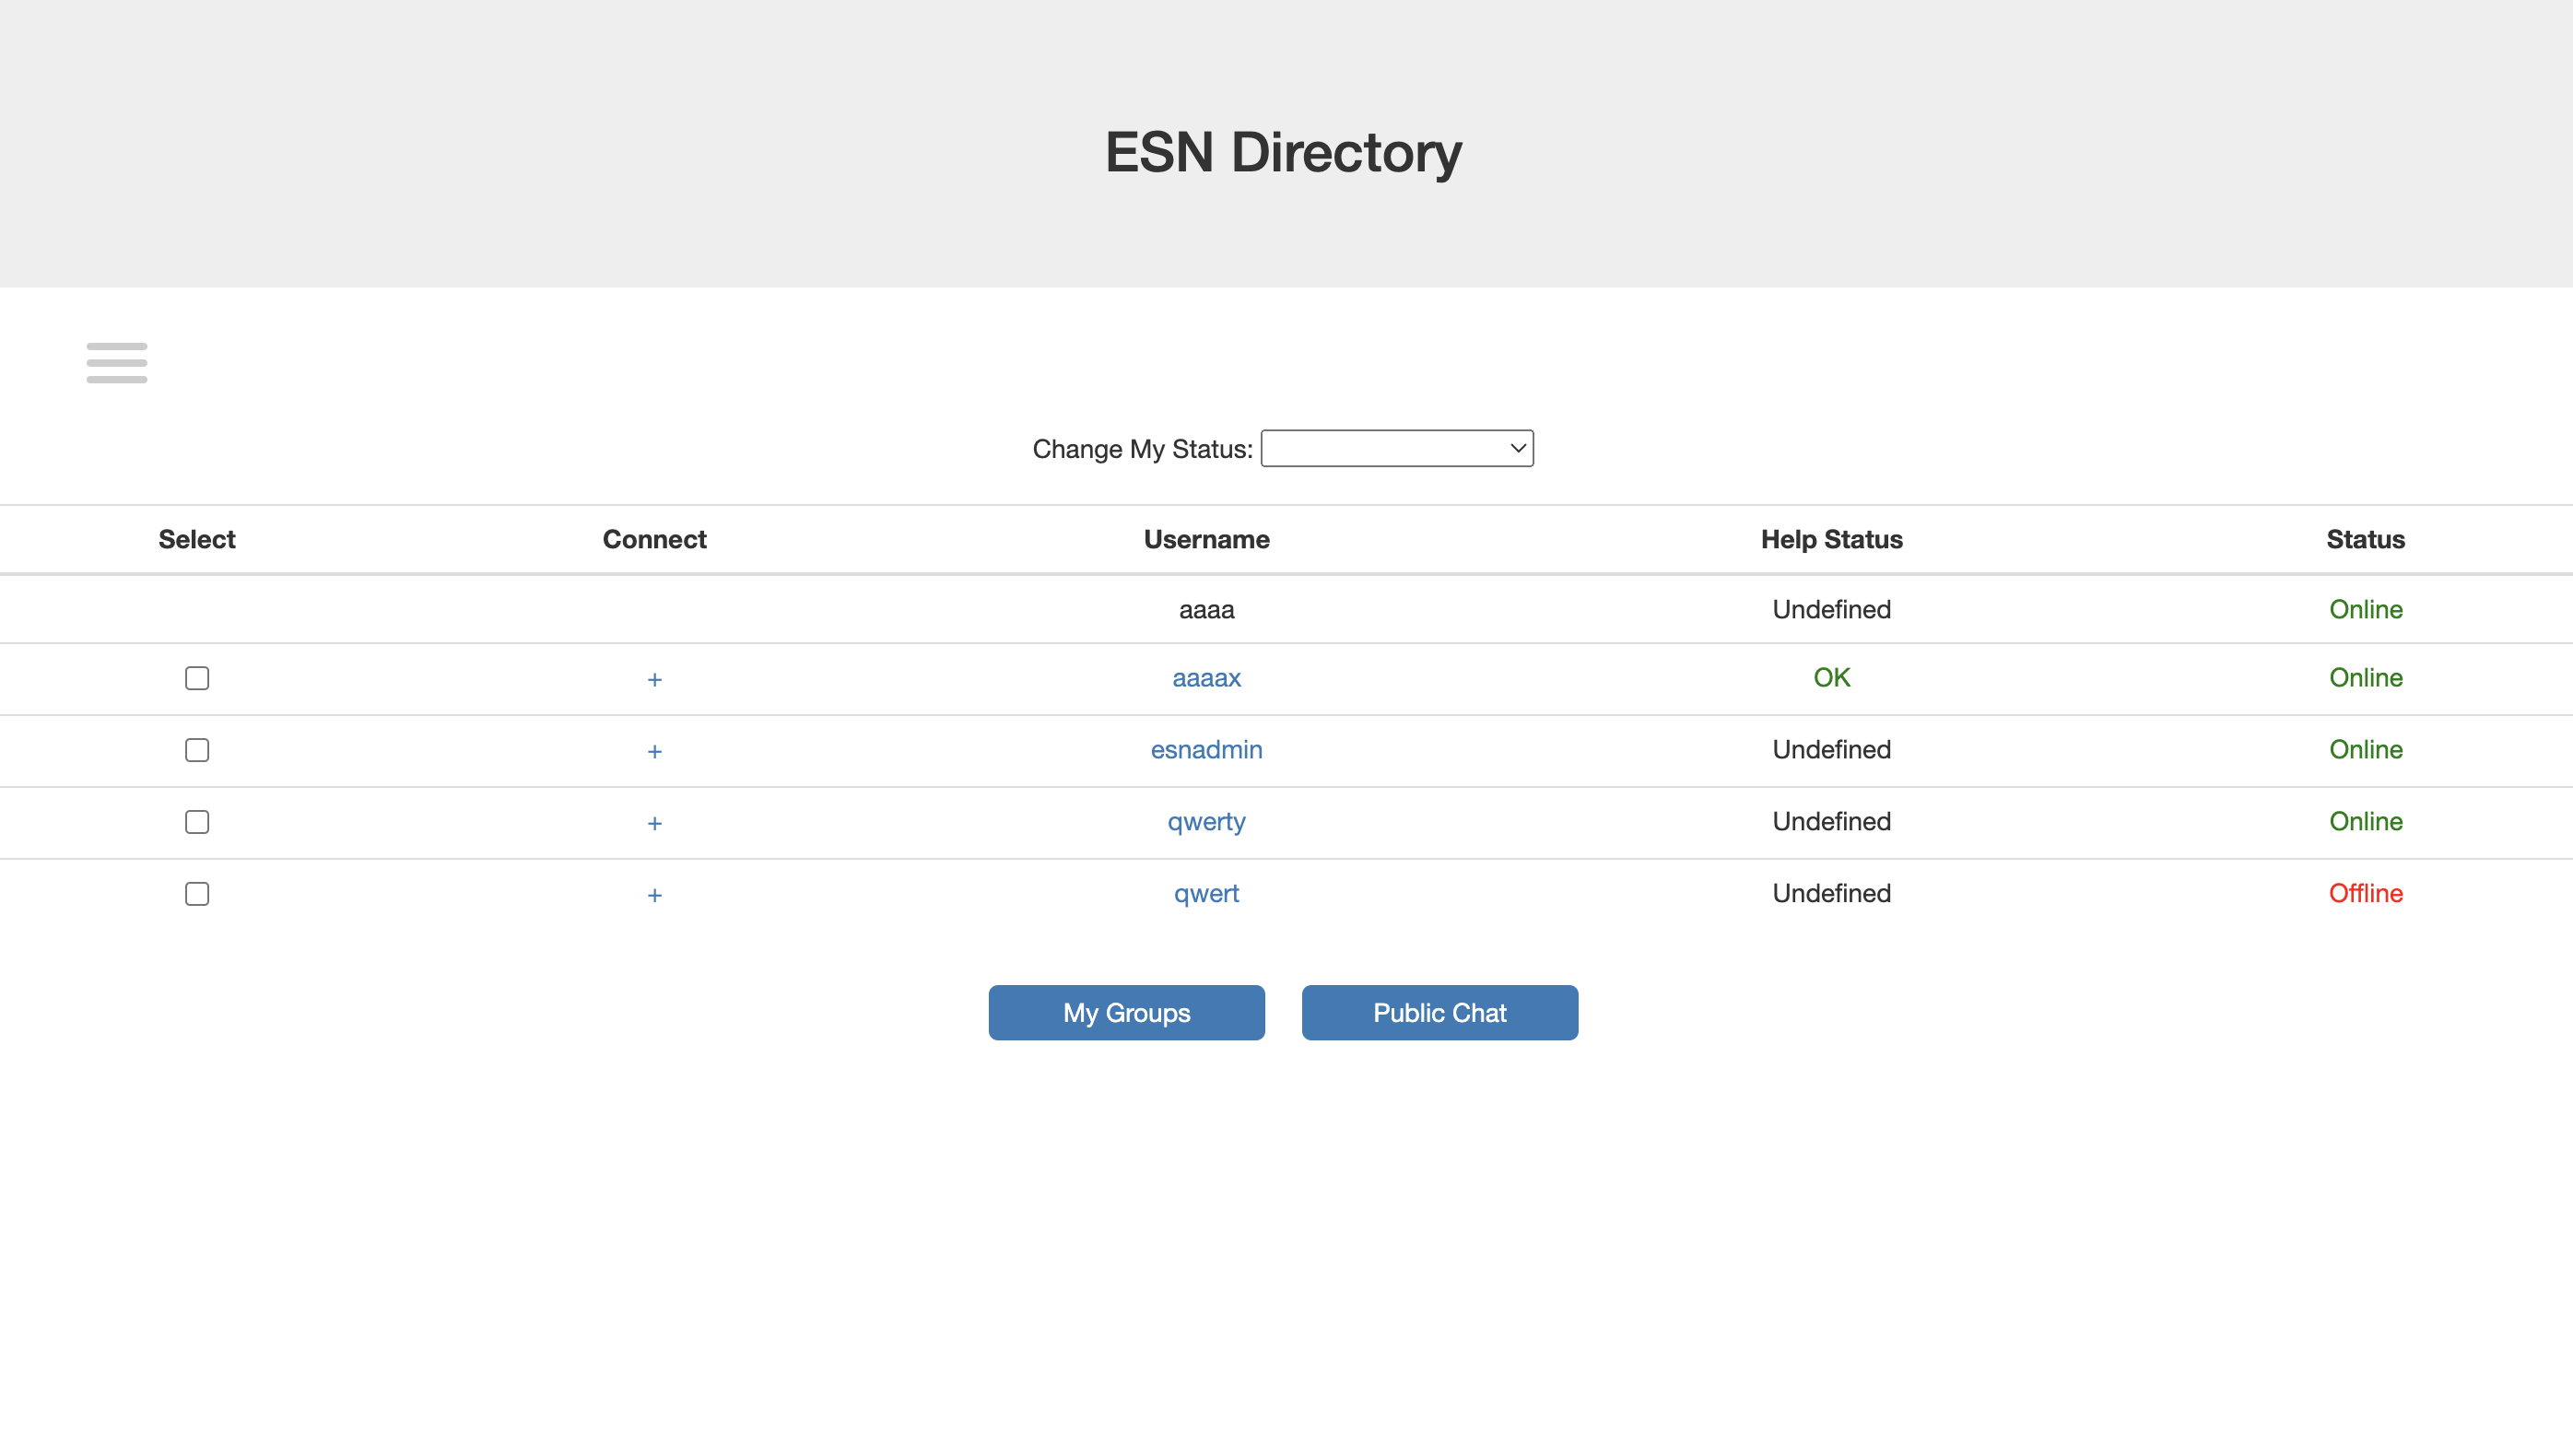 ESN Directory
Change My Status:
Select Connect Username Help Status Status
aaaa Undefined Online
+ aaaax OK Online
+ esnadmin Undefined Online
+ qwerty Undefined Online
+ qwert Undefined Offline
My Groups Public Chat